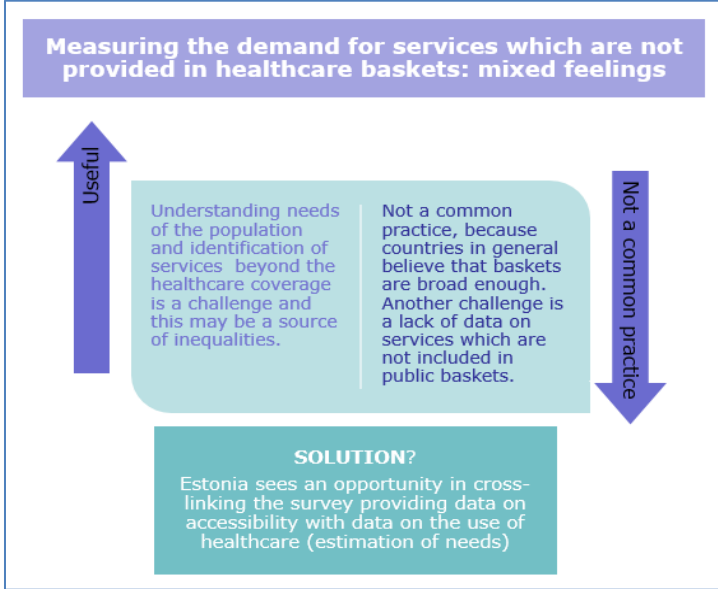 Measuring the demand for services which are not
provided in healthcare baskets: mixed feelings
Useful
Understanding needs
of the population
and identification of
services beyond the
healthcare coverage
is a challenge and
this may be a source
of inequalities.
Not a common
practice, because
countries in general
believe that baskets
are broad enough.
Another challenge is
a lack of data on
services which are
not included in
public baskets.
Not a common practice
SOLUTION?
Estonia sees an opportunity in cross-
linking the survey providing data on
accessibility with data on the use of
healthcare (estimation of needs)